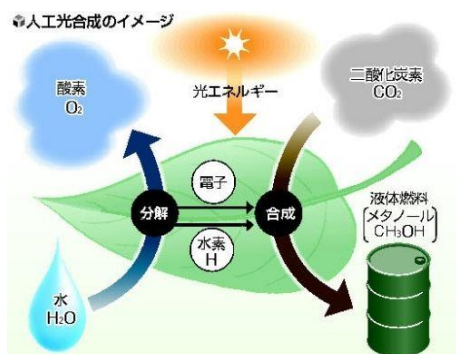 人工光合成のイメージ
酸素
O₂
光エネルギー
二酸化炭素
CO₂
電子
分解
合成
水素
H
液体燃料
メタノール
CH₃OH
水
H₂O